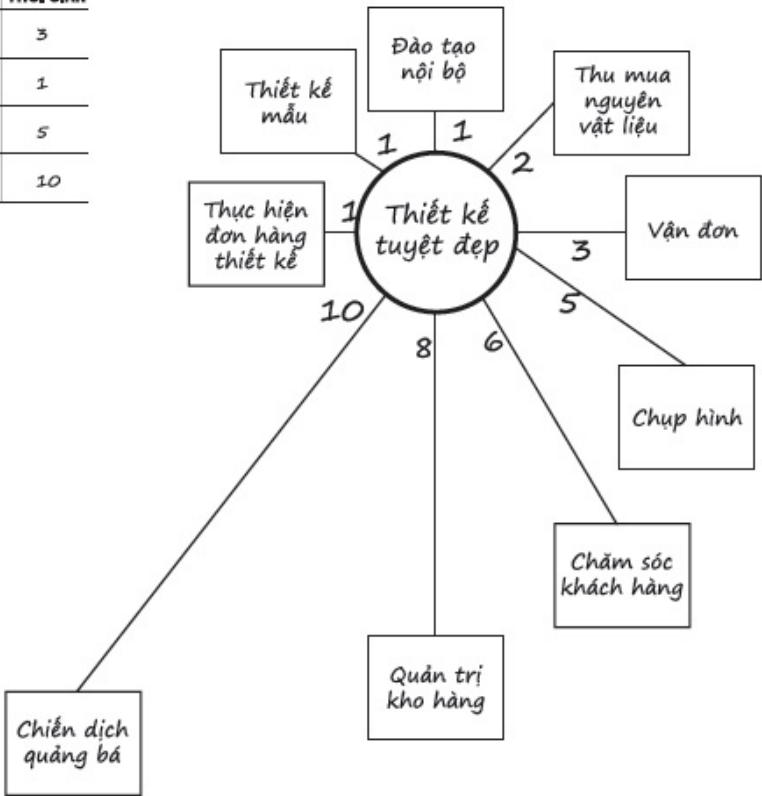 3
1
5
10
Đào tạo
nội bộ
Thiết kế
mẫu
Thu mua
nguyên
vật liệu
1
1
2
Thực hiện
đơn hàng
thiết kế
1
Thiết kế
tuyệt đẹp
Vận đơn
3
10
5
8
6
Chụp hình
Chăm sóc
khách hàng
Quản trị
kho hàng
Chiến dịch
quảng bá